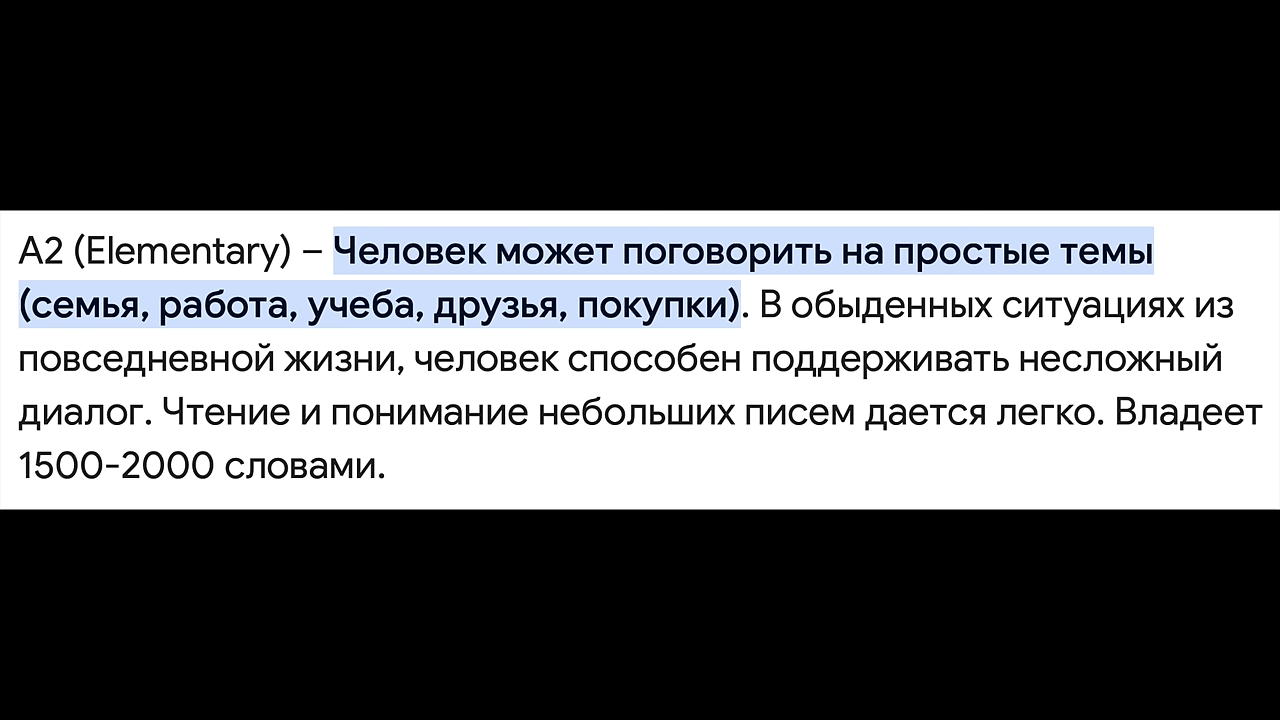 A2 (Elementary) – Человек может поговорить на простые темы
(семья, работа, учеба, друзья, покупки). В обыденных ситуациях из
повседневной жизни, человек способен поддерживать несложный
диалог. Чтение и понимание небольших писем дается легко. Владеет
1500-2000 словами.